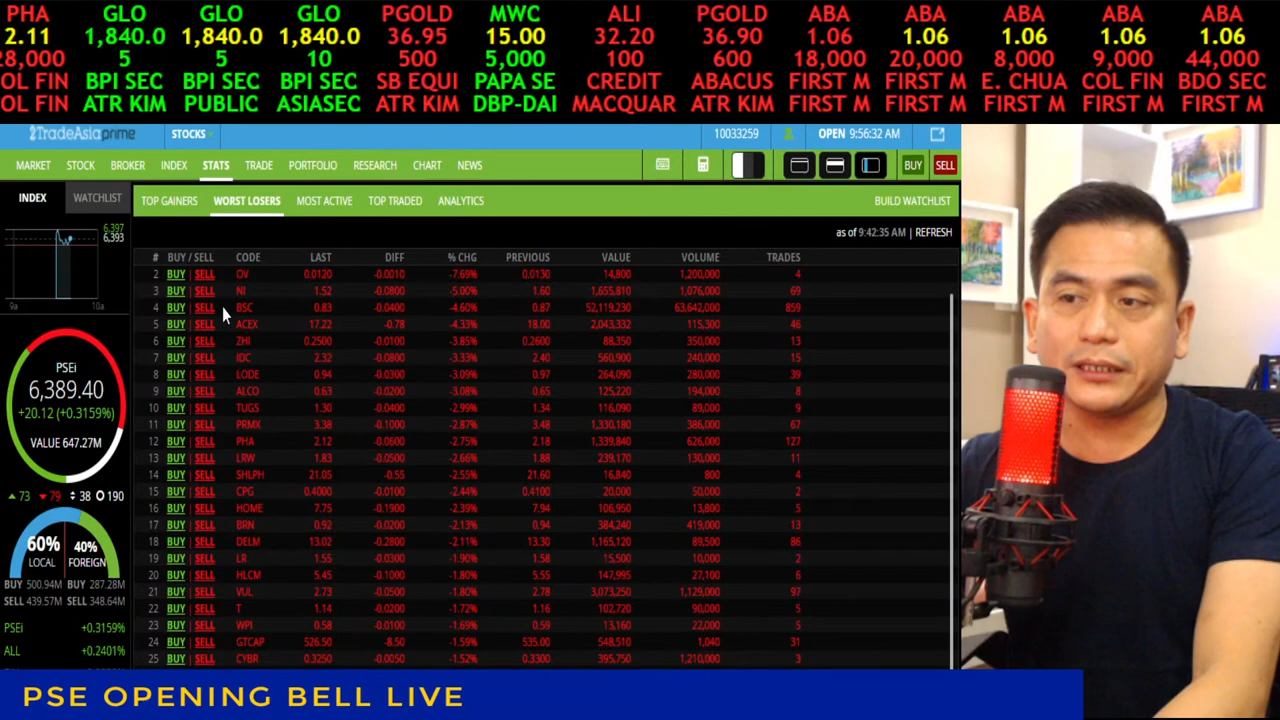 PHA GLO GLO GLO PGOLD MWC ALI PGOLD ABA ABA ABA ABA ABA
2.11 1,840.0 1,840.0 1,840.0 36.95 15.00 32.20 36.90 1.06 1.06 1.06 1.06 1.06
28,000 5 5 10 500 5,000 100 600 18,000 20,000 8,000 9,000 44,000
COL FIN BPI SEC BPI SEC BPI SEC SB EQUI PAPA SE CREDIT ABACUS FIRST M FIRST M E. CHUA COL FIN BDO SEC
COL FIN ATR KIM PUBLIC ASIASEC ATR KIM DBP-DAI MACQUAR ATR KIM FIRST M FIRST M FIRST M FIRST M FIRST M
2TradeAsiaprime STOCKS 10033259 OPEN 9:56:32 AM
MARKET STOCK BROKER INDEX STATS TRADE PORTFOLIO RESEARCH CHART NEWS BUY SELL
INDEX WATCHLIST
TOP GAINERS WORST LOSERS MOST ACTIVE TOP TRADED ANALYTICS BUILD WATCHLIST
as of 9:42:35 AM | REFRESH
# BUY / SELL CODE LAST DIFF % CHG PREVIOUS VALUE VOLUME TRADES
2 BUY SELL OV 0.0120 -0.0010 -7.69% 0.0130 14,800 1,200,000 4
3 BUY SELL NI 1.52 -0.0800 -5.00% 1.60 1,655,810 1,076,000 69
4 BUY SELL BSC 0.83 -0.0400 -4.60% 0.87 52,119,230 63,642,000 859
5 BUY SELL ACEX 17.22 -0.78 -4.33% 18.00 2,043,332 115,300 46
6 BUY SELL ZHI 0.2500 -0.0100 -3.85% 0.2600 88,350 350,000 13
7 BUY SELL IDC 2.32 -0.0800 -3.33% 2.40 560,900 240,000 15
8 BUY SELL LODE 0.94 -0.0300 -3.09% 0.97 264,090 280,000 39
9 BUY SELL ALCO 0.63 -0.0200 -3.08% 0.65 125,220 194,000 8
10 BUY SELL TUGS 1.30 -0.0400 -2.99% 1.34 116,090 89,000 9
11 BUY SELL PRMX 3.38 -0.1000 -2.87% 3.48 1,330,180 386,000 67
12 BUY SELL PHA 2.12 -0.0600 -2.75% 2.18 1,339,840 626,000 127
13 BUY SELL LRW 1.83 -0.0500 -2.66% 1.88 239,170 130,000 11
14 BUY SELL SHLPH 21.05 -0.55 -2.55% 21.60 16,840 800 4
15 BUY SELL CPG 0.4000 -0.0100 -2.44% 0.4100 20,000 50,000 2
16 BUY SELL HOME 7.75 -0.1900 -2.39% 7.94 106,950 13,800 5
17 BUY SELL BRN 0.92 -0.0200 -2.13% 0.94 384,240 419,000 13
18 BUY SELL DELM 13.02 -0.2800 -2.11% 13.30 1,165,120 89,500 86
19 BUY SELL LR 1.55 -0.0300 -1.90% 1.58 15,500 10,000 2
20 BUY SELL HLCM 5.45 -0.1000 -1.80% 5.55 147,995 27,100 6
21 BUY SELL VUL 2.73 -0.0500 -1.80% 2.78 3,073,250 1,129,000 97
22 BUY SELL T 1.14 -0.0200 -1.72% 1.16 102,720 90,000 5
23 BUY SELL WPI 0.58 -0.0100 -1.69% 0.59 13,160 22,000 5
24 BUY SELL GTCAP 526.50 -8.50 -1.59% 535.00 548,510 1,040 31
25 BUY SELL CYBR 0.3250 -0.0050 -1.52% 0.3300 395,750 1,210,000 3
6,397
6,393
9a 10a
PSEi
6,389.40
+20.12 (+0.3159%)
VALUE 647.27M
73 79 38 190
60% LOCAL 40% FOREIGN
BUY 500.94M BUY 287.28M
SELL 439.57M SELL 348.64M
PSEi +0.3159%
ALL +0.2401%
PSE OPENING BELL LIVE